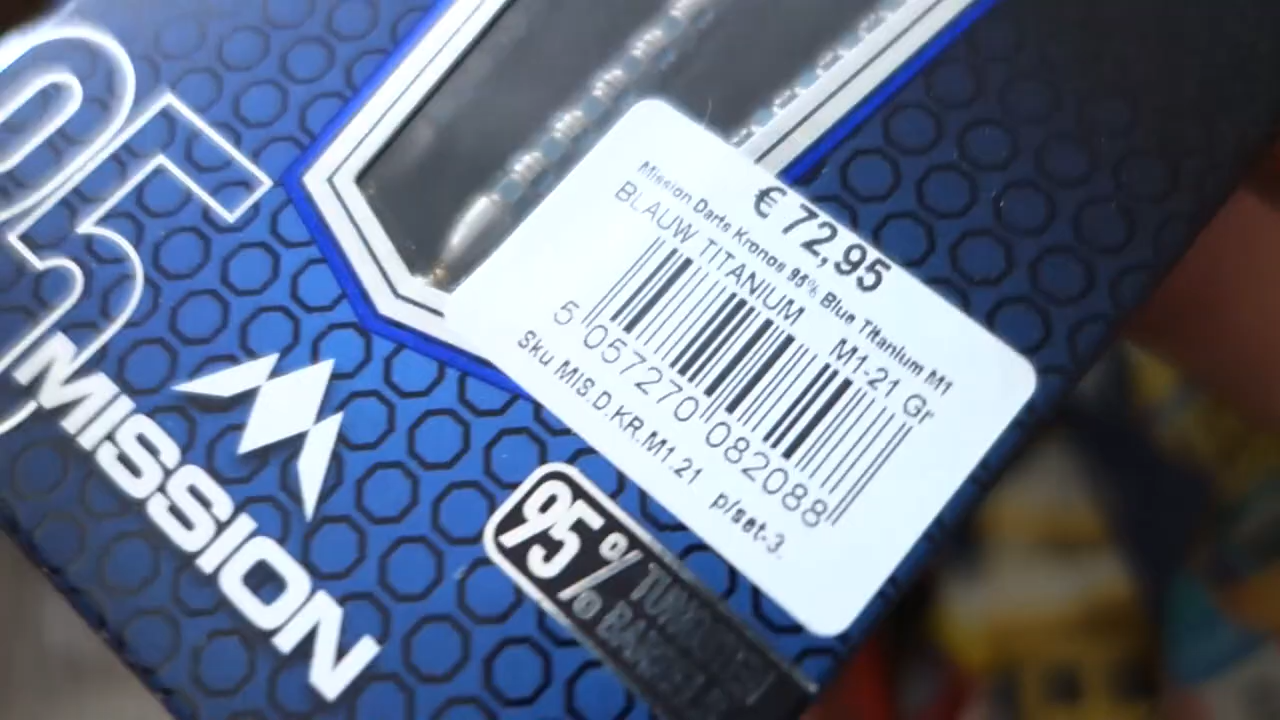 95
MISSION
€ 72,95
Mission Darts Kronos 95% Blue Titanium M1
BLAUW TITANIUM M1-21 Gr
5 057270 082088
Sku MIS.D.KR.M1.21 p/set-3.
95%